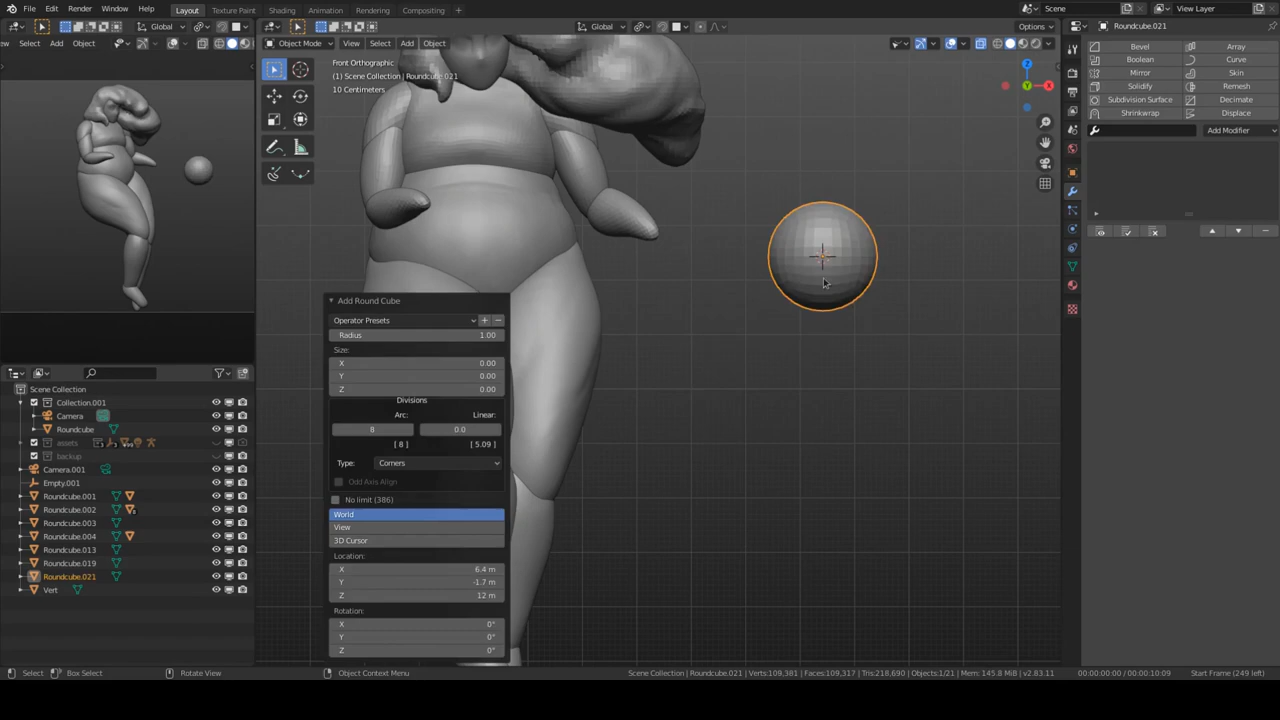 File Edit Render Window Help
Layout Texture Paint Shading Animation Rendering Compositing +
Scene
View Layer
Global
Global
Options
Roundcube.021
Select Add Object
Object Mode View Select Add Object
Front Orthographic
(1) Scene Collection | Roundcube.021
10 Centimeters
Z
X
Y
Bevel Array
Boolean Curve
Mirror Skin
Solidify Remesh
Subdivision Surface Decimate
Shrinkwrap Displace
Add Modifier
Add Round Cube
Operator Presets
Radius 1.00
Size:
X 0.00
Y 0.00
Z 0.00
Divisions
Arc: Linear:
8 0.0
[ 8 ] [ 5.09 ]
Type: Corners
Odd Axis Align
No limit (386)
World
View
3D Cursor
Location:
X 6.4 m
Y -1.7 m
Z 12 m
Rotation:
X 0°
Y 0°
Z 0°
Scene Collection
Collection.001
Camera
Roundcube
assets
backup
Camera.001
Empty.001
Roundcube.001
Roundcube.002
Roundcube.003
Roundcube.004
Roundcube.013
Roundcube.019
Roundcube.021
Vert
Select Box Select Rotate View Object Context Menu
Scene Collection | Roundcube.021 | Verts:109,381 | Faces:109,317 | Tris:218,690 | Objects:1/21 | Mem: 145.8 MiB | v2.83.11
00:00:00:00 / 00:00:10:09
Start Frame (249 left)